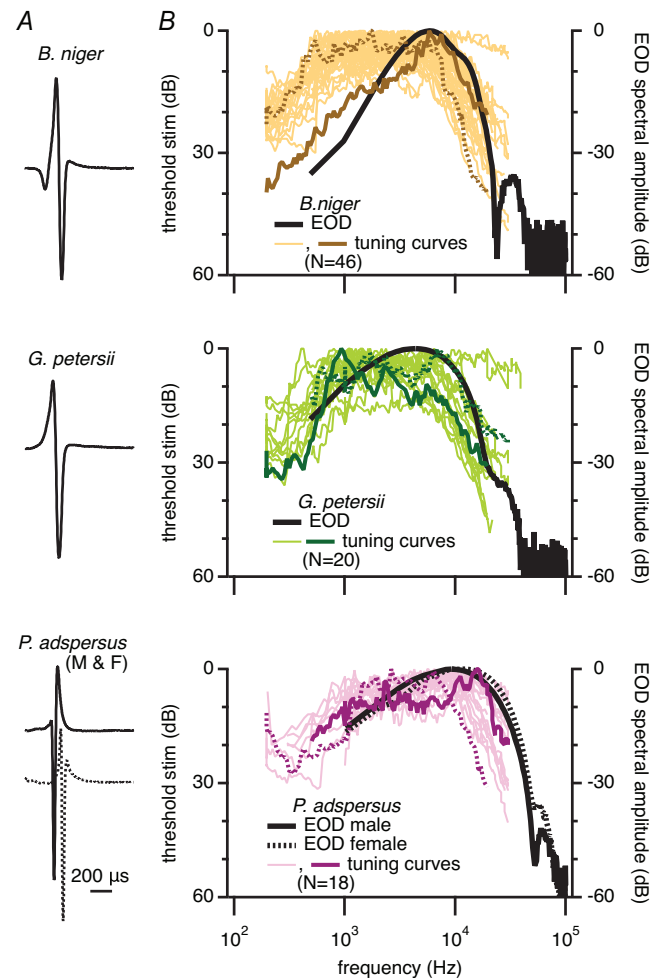 A
B
B. niger
0
30
60
threshold stim (dB)
0
-30
-60
EOD spectral amplitude (dB)
B.niger
EOD
, tuning curves
(N=46)
G. petersii
0
30
60
threshold stim (dB)
0
-30
-60
EOD spectral amplitude (dB)
G. petersii
EOD
tuning curves
(N=20)
P. adspersus
(M & F)
200 µs
0
30
60
threshold stim (dB)
0
-30
-60
EOD spectral amplitude (dB)
P. adspersus
EOD male
EOD female
, tuning curves
(N=18)
10² 10³ 10⁴ 10⁵
frequency (Hz)